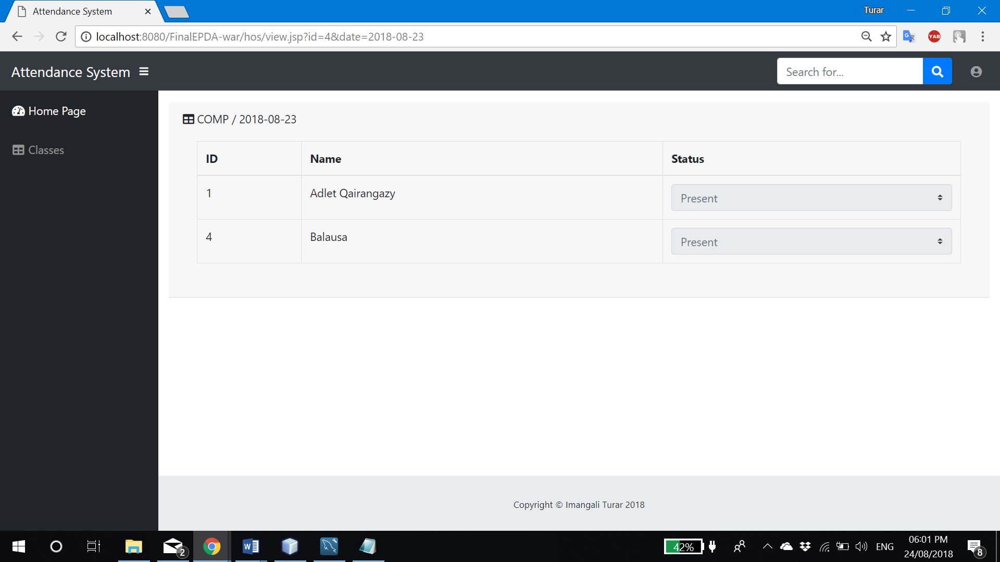 Attendance System
Turar
localhost:8080/FinalEPDA-war/hos/view.jsp?id=4&date=2018-08-23
YAB
Attendance System
Search for...
Home Page
Classes
COMP / 2018-08-23
ID Name Status
1 Adlet Qairangazy Present
4 Balausa Present
Copyright © Imangali Turar 2018
2
42%
ENG
06:01 PM
24/08/2018
8